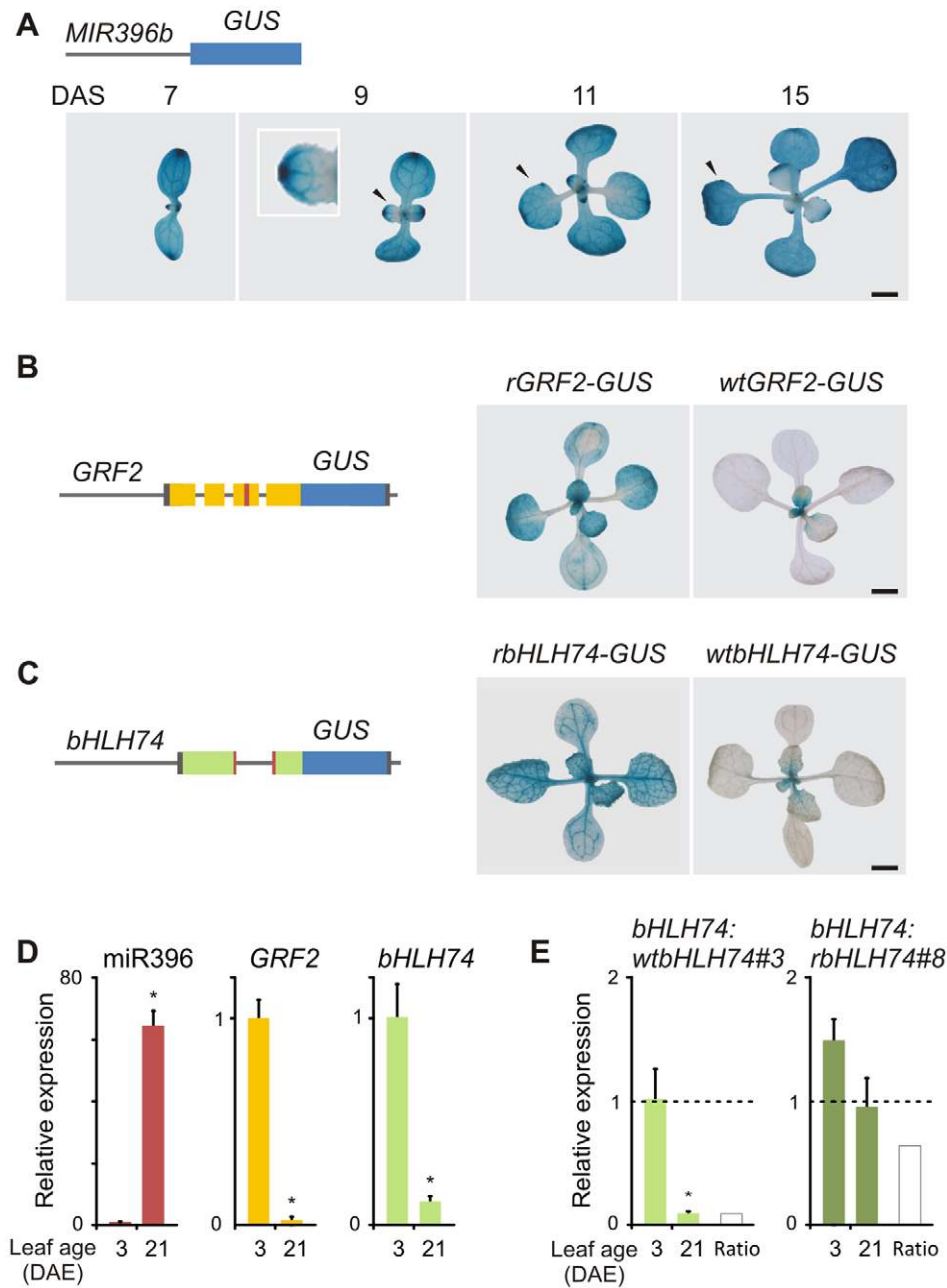 A
MIR396b GUS
DAS 7 9 11 15
B
rGRF2-GUS wtGRF2-GUS
GRF2 GUS
C
rbHLH74-GUS wtbHLH74-GUS
bHLH74 GUS
D miR396 GRF2 bHLH74
80 1 1
*
* *
Relative expression
0 0 0
Leaf age (DAE) 3 21 3 21 3 21
E bHLH74: wtbHLH74#3 bHLH74: rbHLH74#8
2 2
Relative expression
1 1
*
0 0
3 21 Ratio 3 21 Ratio